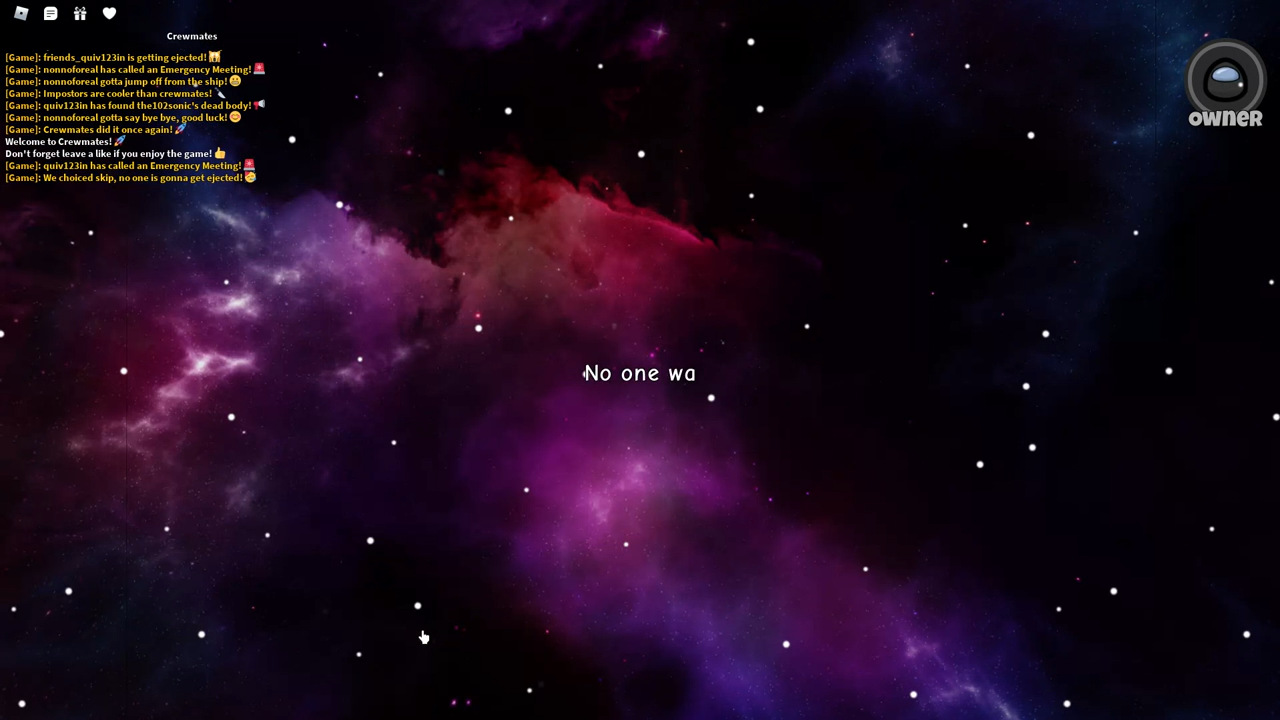 Crewmates
[Game]: friends_quiv123in is getting ejected! 🙀
[Game]: nonnoforeal has called an Emergency Meeting! 🚨
[Game]: nonnoforeal gotta jump off from the ship! 😀
[Game]: Impostors are cooler than crewmates! 🔪
[Game]: quiv123in has found the102sonic's dead body! 📢
[Game]: nonnoforeal gotta say bye bye, good luck! 😊
[Game]: Crewmates did it once again! 🚀
Welcome to Crewmates! 🚀
Don't forget leave a like if you enjoy the game! 👍
[Game]: quiv123in has called an Emergency Meeting! 🚨
[Game]: We choiced skip, no one is gonna get ejected! 🥳
OWNER
No one wa